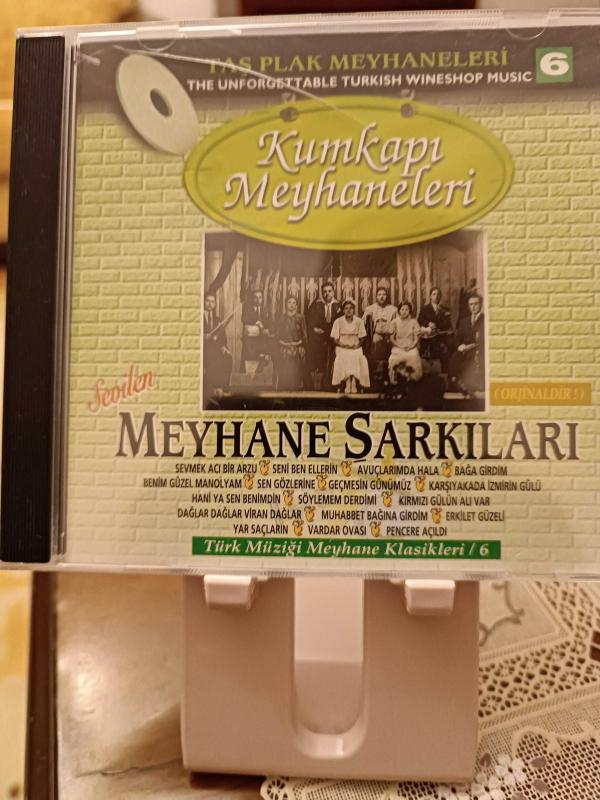 TAŞ PLAK MEYHANELERİ
THE UNFORGETTABLE TURKISH WINESHOP MUSIC 6
Kumkapı
Meyhaneleri
Sevilen
(ORJİNALDİR!)
MEYHANE ŞARKILARI
SEVMEK ACI BİR ARZU SENİ BEN ELLERİN AVUÇLARIMDA HALA BAĞA GİRDİM
BENİM GÜZEL MANOLYAM SEN GÖZLERİNE GEÇMESİN GÜNÜMÜZ KARŞIYAKADA İZMİRİN GÜLÜ
HANİ YA SEN BENİMDİN SÖYLEMEM DERDİMİ KIRMIZI GÜLÜN ALI VAR
DAĞLAR DAĞLAR VİRAN DAĞLAR MUHABBET BAĞINA GİRDİM ERKİLET GÜZELİ
YAR SAÇLARIN VARDAR OVASI PENCERE AÇILDI
Türk Müziği Meyhane Klasikleri / 6